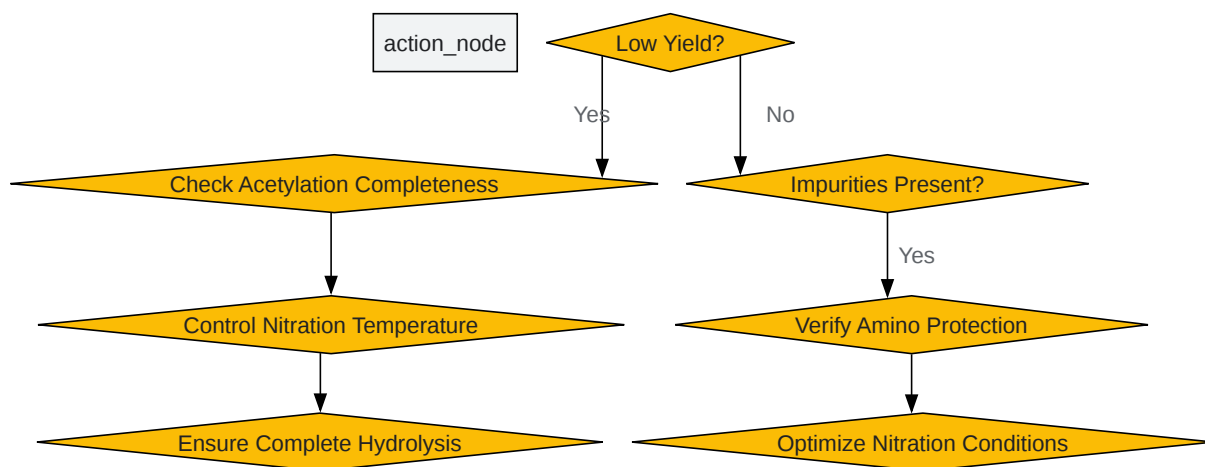 action_node
Low Yield?
Yes
No
Check Acetylation Completeness
Impurities Present?
Yes
Control Nitration Temperature
Verify Amino Protection
Ensure Complete Hydrolysis
Optimize Nitration Conditions